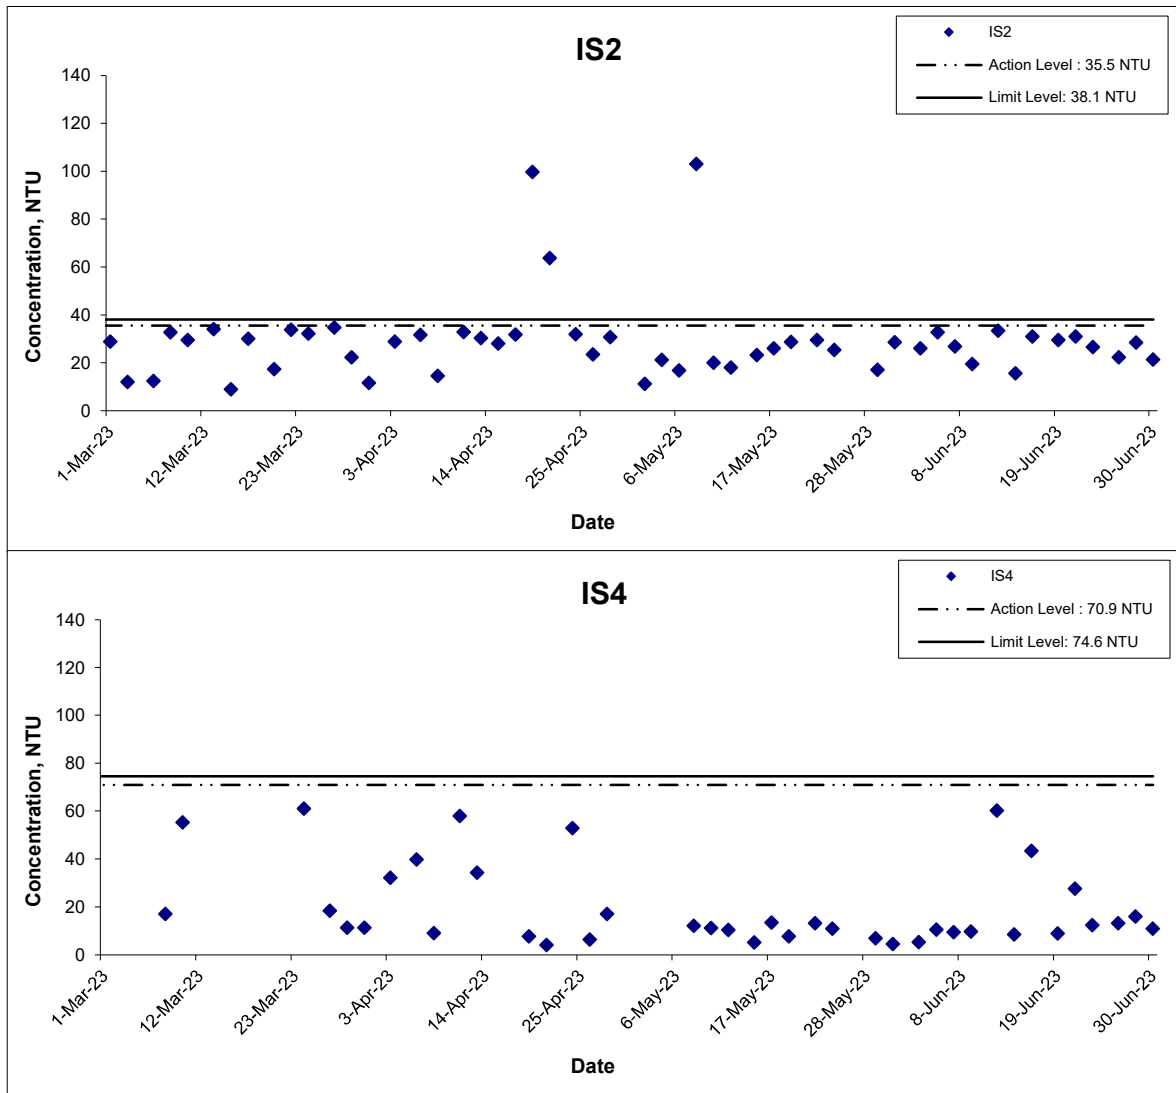 IS2
IS2
Action Level : 35.5 NTU
Limit Level: 38.1 NTU
Concentration, NTU
140
120
100
80
60
40
20
0
1-Mar-23
12-Mar-23
23-Mar-23
3-Apr-23
14-Apr-23
25-Apr-23
6-May-23
17-May-23
28-May-23
8-Jun-23
19-Jun-23
30-Jun-23
Date
IS4
IS4
Action Level : 70.9 NTU
Limit Level: 74.6 NTU
Concentration, NTU
140
120
100
80
60
40
20
0
1-Mar-23
12-Mar-23
23-Mar-23
3-Apr-23
14-Apr-23
25-Apr-23
6-May-23
17-May-23
28-May-23
8-Jun-23
19-Jun-23
30-Jun-23
Date